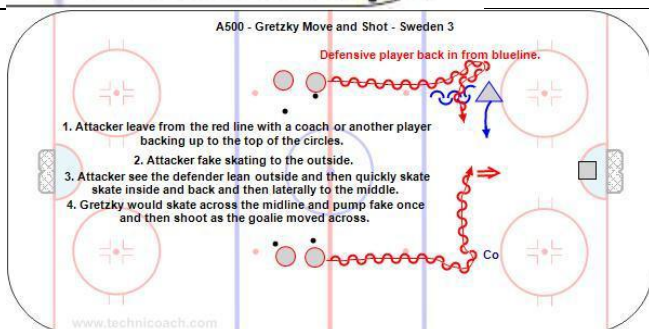 A500 - Gretzky Move and Shot - Sweden 3
Defensive player back in from blueline.
1. Attacker leave from the red line with a coach or another player
backing up to the top of the circles.
2. Attacker fake skating to the outside.
3. Attacker see the defender lean outside and then quickly skate
skate inside and back and then laterally to the middle.
4. Gretzky would skate across the midline and pump fake once
and then shoot as the goalie moved across.
Co
www.technicoach.com